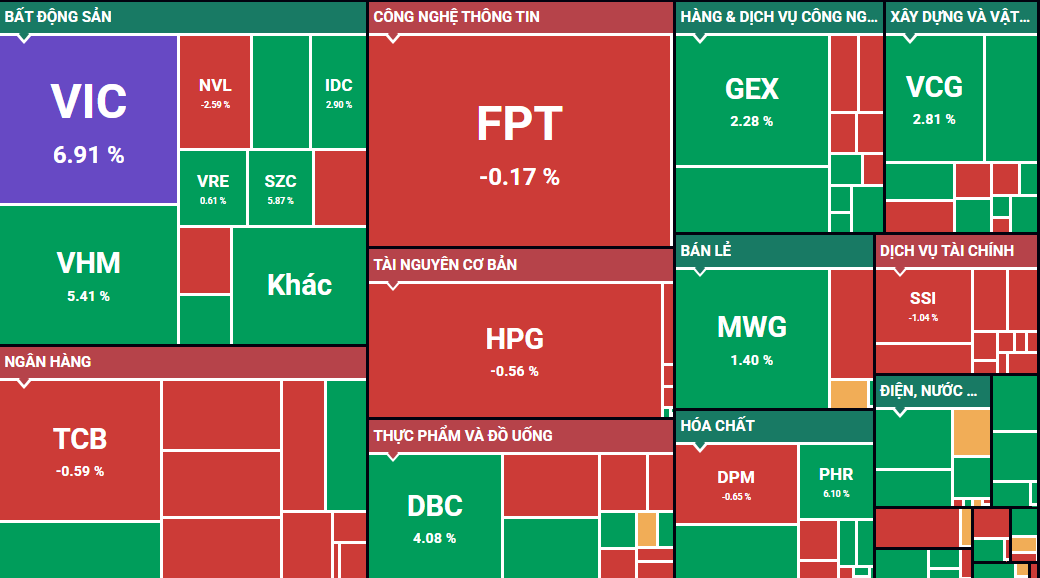 BẤT ĐỘNG SẢN
VIC
6.91 %
NVL
-2.59 %
IDC
2.90 %
VRE
0.61 %
SZC
5.87 %
VHM
5.41 %
Khác
NGÂN HÀNG
TCB
-0.59 %
CÔNG NGHỆ THÔNG TIN
FPT
-0.17 %
TÀI NGUYÊN CƠ BẢN
HPG
-0.56 %
THỰC PHẨM VÀ ĐỒ UỐNG
DBC
4.08 %
HÀNG & DỊCH VỤ CÔNG NG...
GEX
2.28 %
XÂY DỰNG VÀ VẬT...
VCG
2.81 %
BÁN LẺ
MWG
1.40 %
DỊCH VỤ TÀI CHÍNH
SSI
-1.04 %
HÓA CHẤT
DPM
-0.65 %
PHR
6.10 %
ĐIỆN, NƯỚC ...